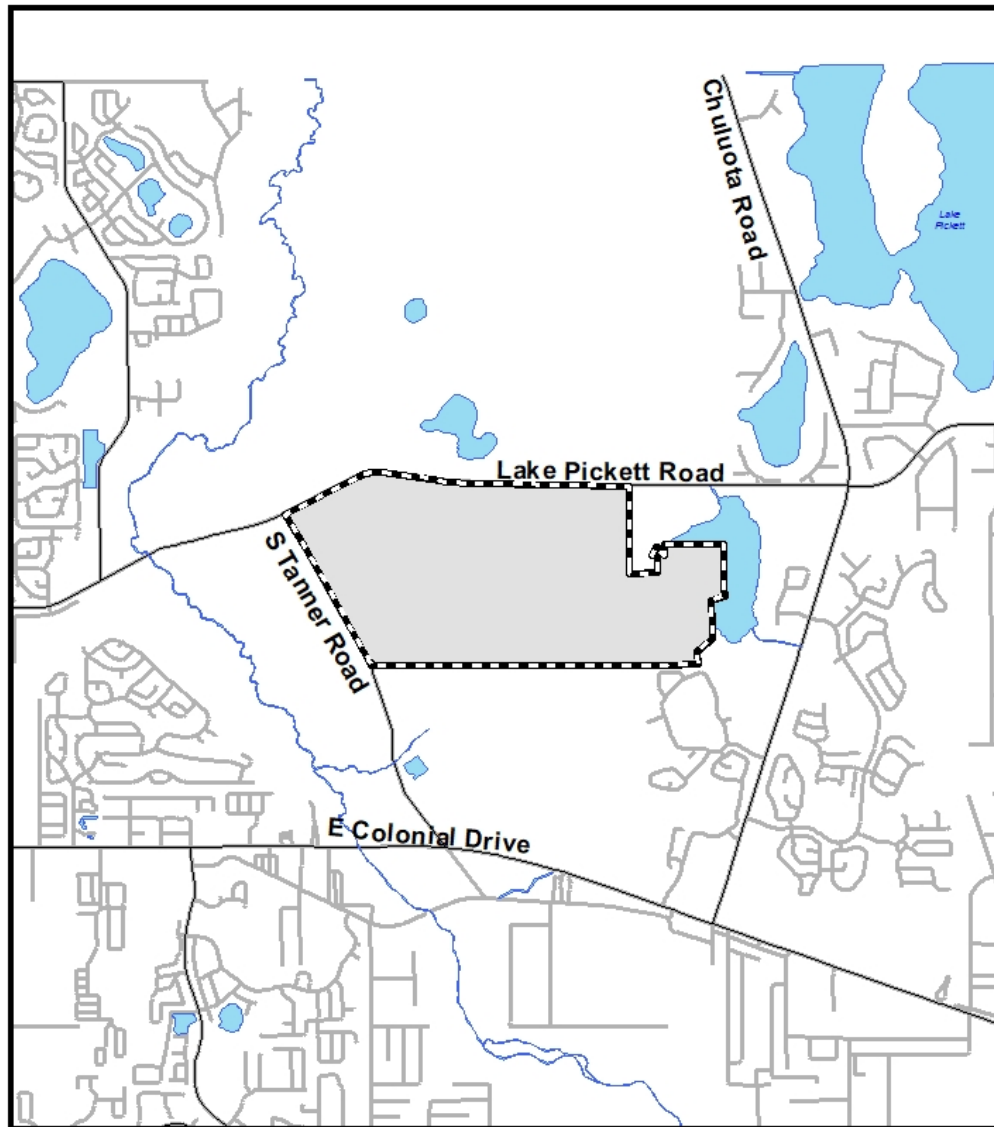 Chuluota Road
Lake
Pickett
Lake Pickett Road
S Tanner Road
E Colonial Drive